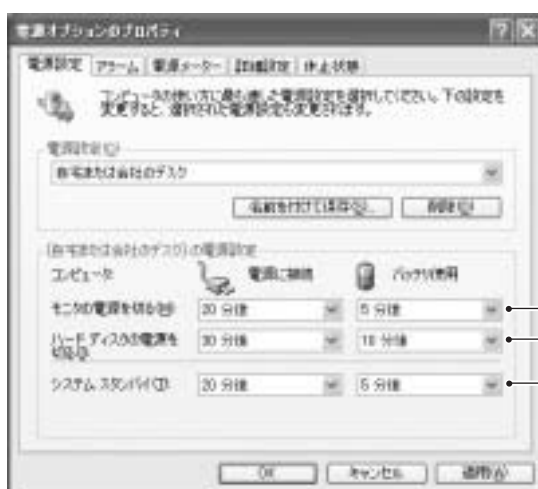 電源オプションのプロパティ
電源設定 アラーム 電源メーター 詳細設定 休止状態
コンピュータの使い方に最も適した電源設定を選択してください。下の設定を
変更すると、選択された電源設定も変更されます。
電源設定(C)
自宅または会社のデスク
名前を付けて保存(S)... 削除(D)
(自宅または会社のデスク) の電源設定
コンピュータ 電源に接続 バッテリ使用
モニタの電源を切る(M) 20 分後 5 分後
ハード ディスクの電源を 30 分後 10 分後
切る(I)
システム スタンバイ(T) 20 分後 5 分後
OK キャンセル 適用(A)